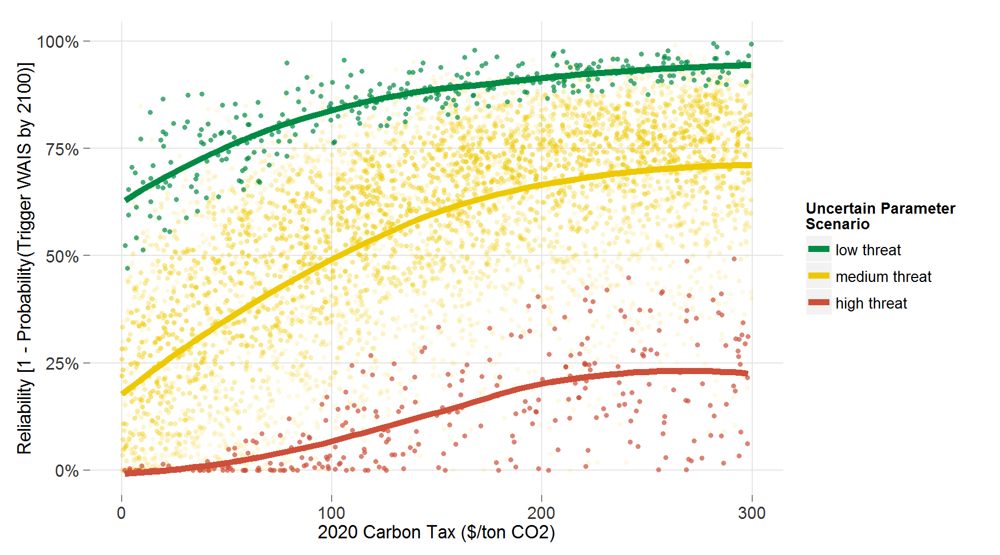 Reliability [1 - Probability(Trigger WAIS by 2100)]
100%
75%
50%
25%
0%
0
100
200
300
2020 Carbon Tax ($/ton CO2)
Uncertain Parameter
Scenario
low threat
medium threat
high threat